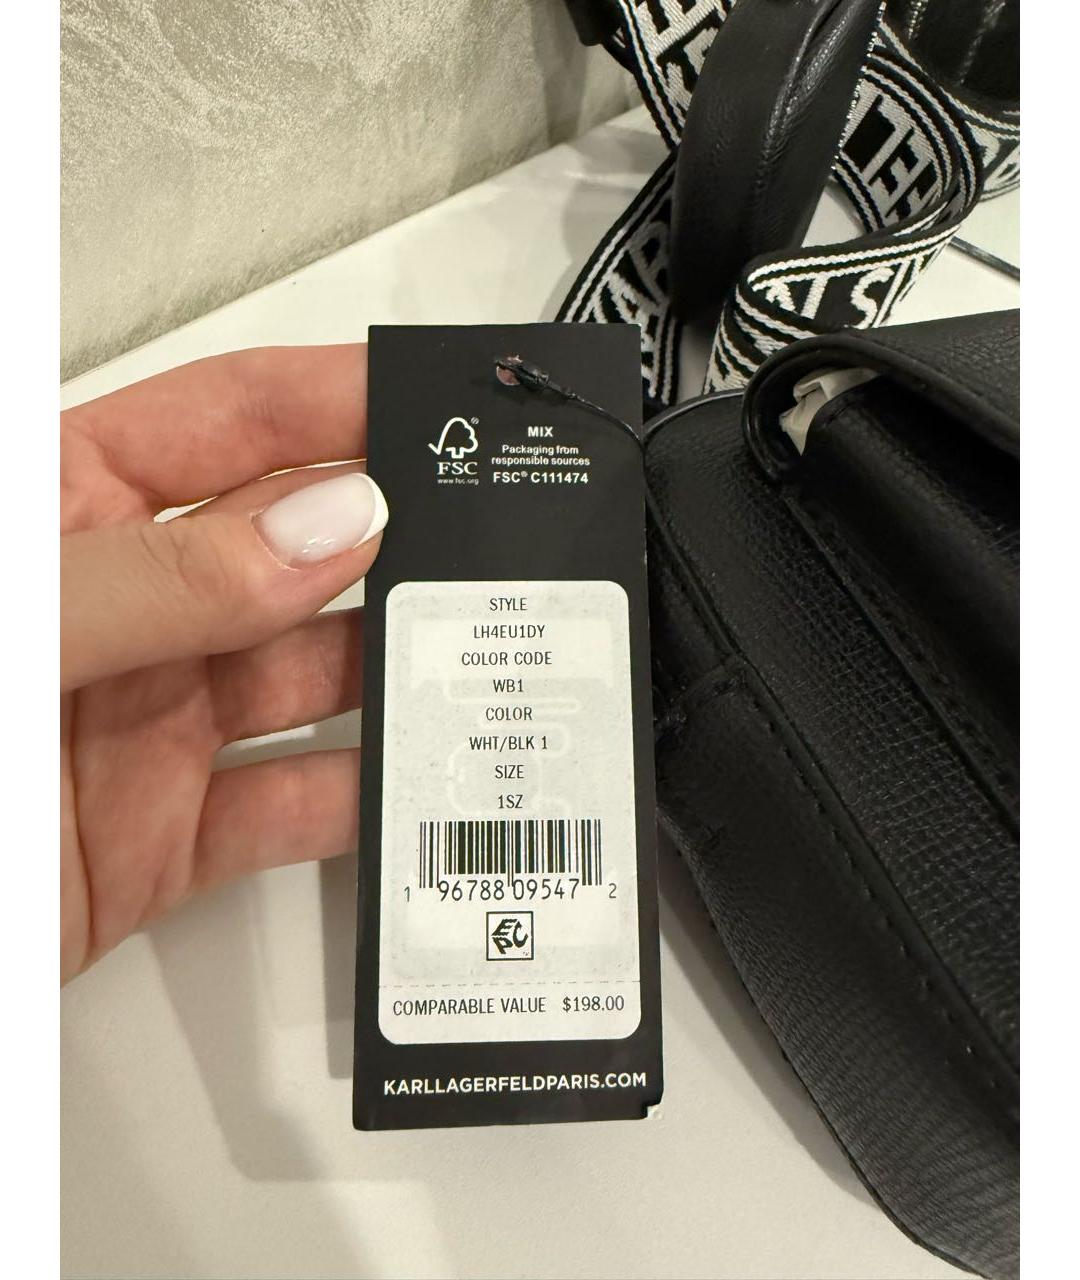 FSC®
www.fsc.org
MIX
Packaging from
responsible sources
FSC® C111474
STYLE
LH4EU1DY
COLOR CODE
WB1
COLOR
WHT/BLK 1
SIZE
1SZ
1 96788 09547 2
EPC
COMPARABLE VALUE $198.00
KARLLAGERFELDPARIS.COM